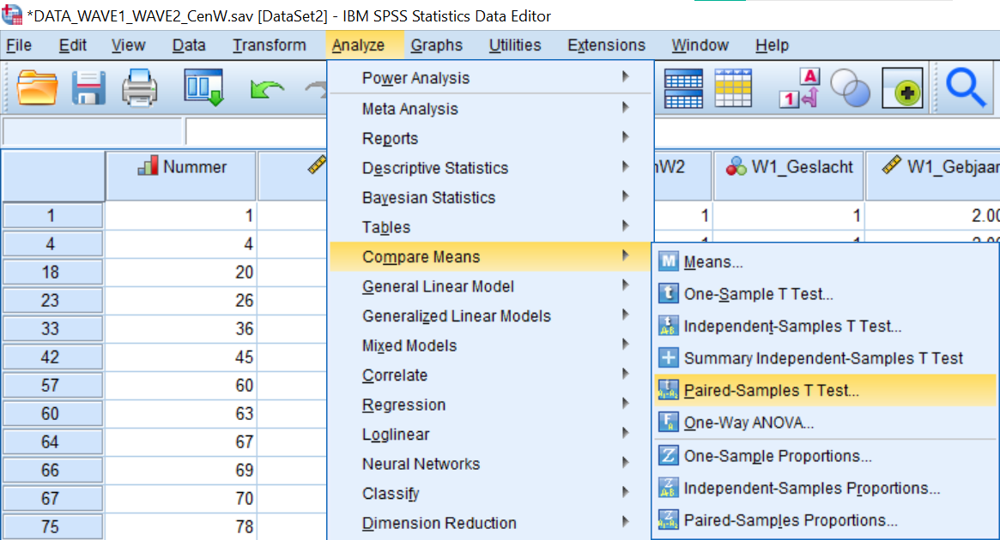 *DATA_WAVE1_WAVE2_CenW.sav [DataSet2] - IBM SPSS Statistics Data Editor
File Edit View Data Transform Analyze Graphs Utilities Extensions Window Help
Power Analysis
Meta Analysis
Reports
Descriptive Statistics
Bayesian Statistics
Tables
Compare Means
General Linear Model
Generalized Linear Models
Mixed Models
Correlate
Regression
Loglinear
Neural Networks
Classify
Dimension Reduction
Means...
One-Sample T Test...
Independent-Samples T Test...
Summary Independent-Samples T Test
Paired-Samples T Test...
One-Way ANOVA...
One-Sample Proportions...
Independent-Samples Proportions...
Paired-Samples Proportions...
Nummer W1_Geslacht W1_Gebjaar
1 1 1 1 2.00
4 4
18 20
23 26
33 36
42 45
57 60
60 63
64 67
66 69
67 70
75 78